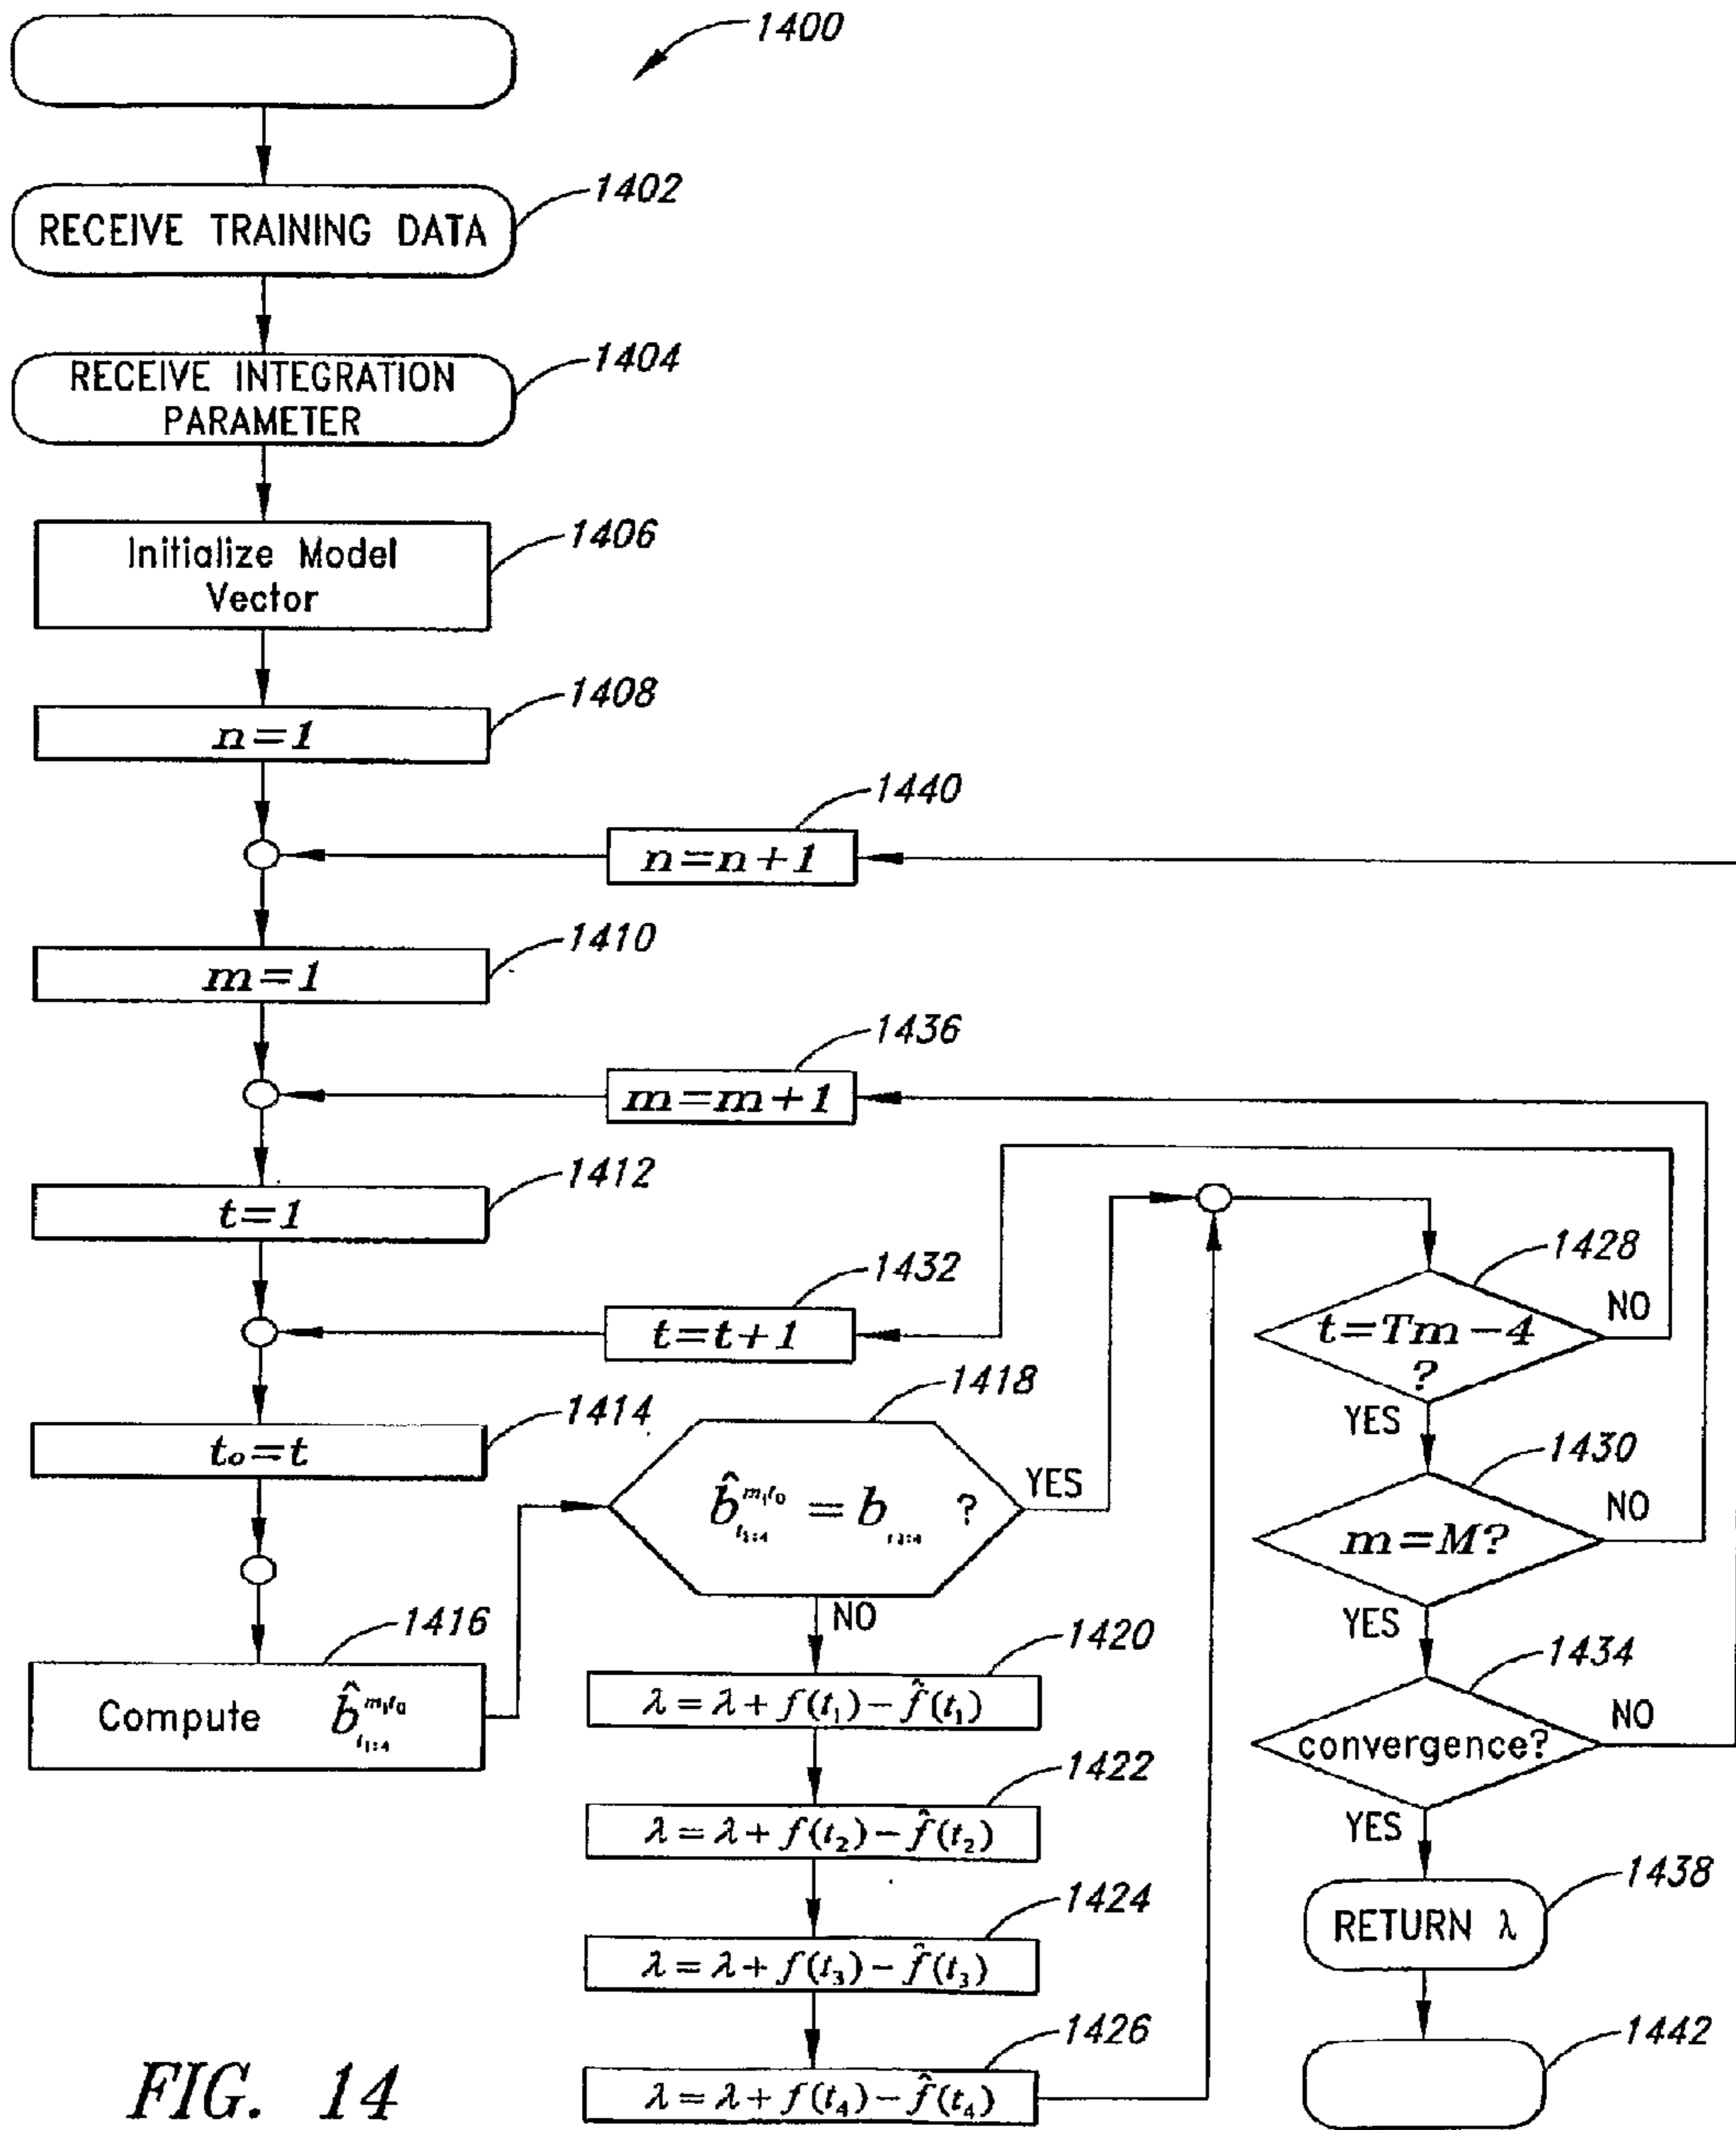 1400
1402
RECEIVE TRAINING DATA
1404
RECEIVE INTEGRATION
PARAMETER
1406
Initialize Model
Vector
1408
n=1
1440
n=n+1
1410
m=1
1436
m=m+1
1412
t=1
1432
t=t+1
1428
t=Tm-4
?
NO
YES
1414
t₀=t
1418
YES
NO
1430
m=M?
NO
YES
1416
Compute
1420
λ = λ + f(t₁) − f̂(t₁)
1434
convergence?
NO
YES
1422
λ = λ + f(t₂) − f̂(t₂)
1424
λ = λ + f(t₃) − f̂(t₃)
1438
RETURN λ
1426
λ = λ + f(t₄) − f̂(t₄)
1442
FIG. 14